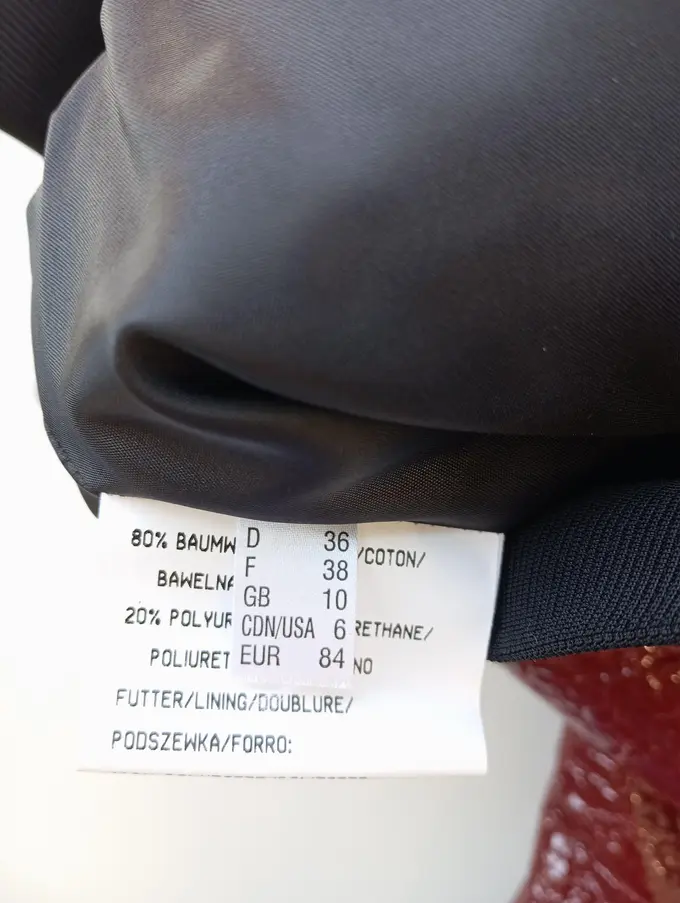 D 36
F 38
GB 10
CDN/USA 6
EUR 84
80% BAUMW /COTON/
BAWELNA
20% POLYUR RETHANE/
POLIURET NO
FUTTER/LINING/DOUBLURE/
PODSZEWKA/FORRO: